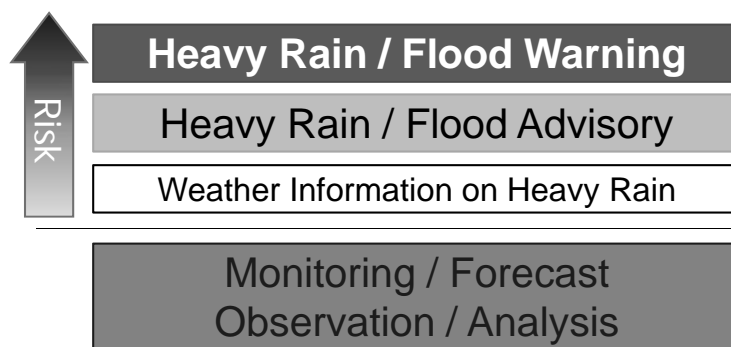 Heavy Rain / Flood Warning
Risk
Heavy Rain / Flood Advisory
Weather Information on Heavy Rain
Monitoring / Forecast
Observation / Analysis